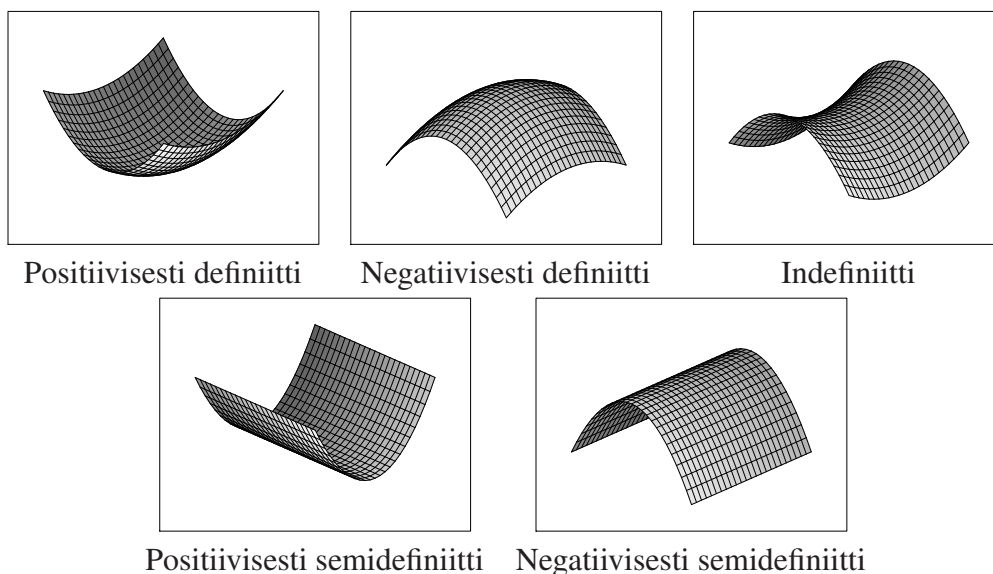 Positiivisesti definiitti
Negatiivisesti definiitti
Indefiniitti
Positiivisesti semidefiniitti
Negatiivisesti semidefiniitti